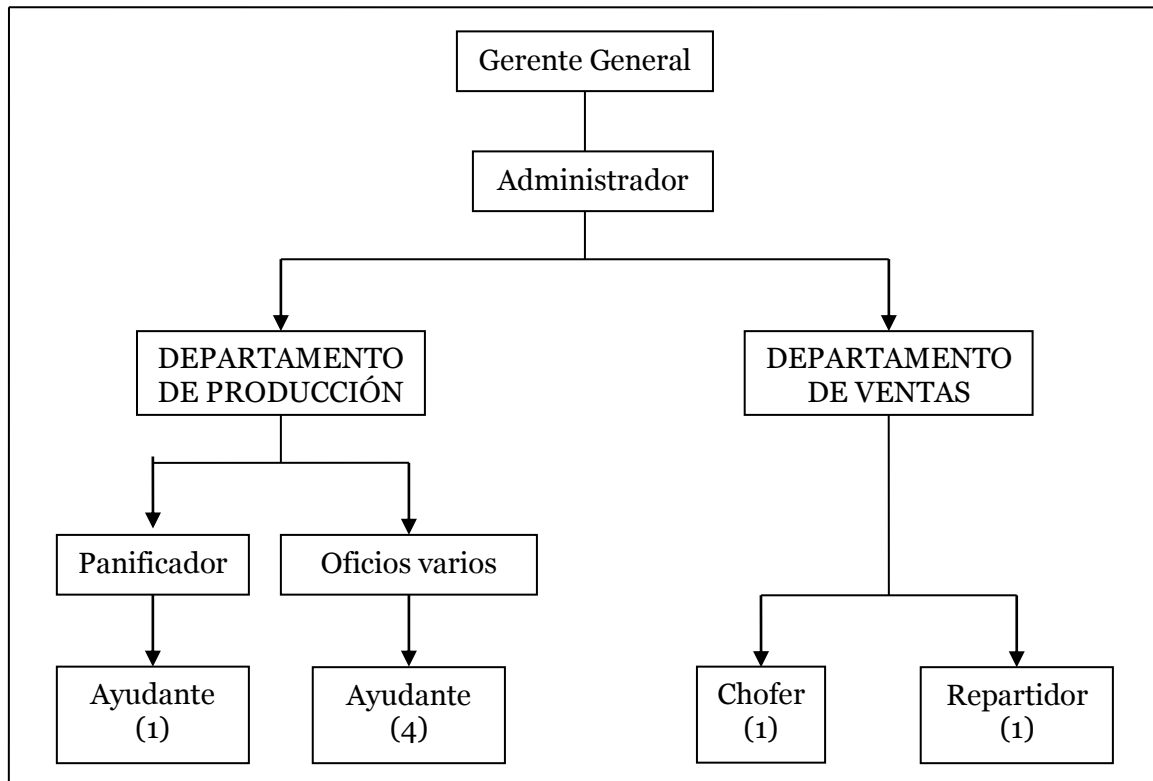 Gerente General
Administrador
DEPARTAMENTO
DE PRODUCCIÓN
DEPARTAMENTO
DE VENTAS
Panificador
Oficios varios
Ayudante
(1)
Ayudante
(4)
Chofer
(1)
Repartidor
(1)